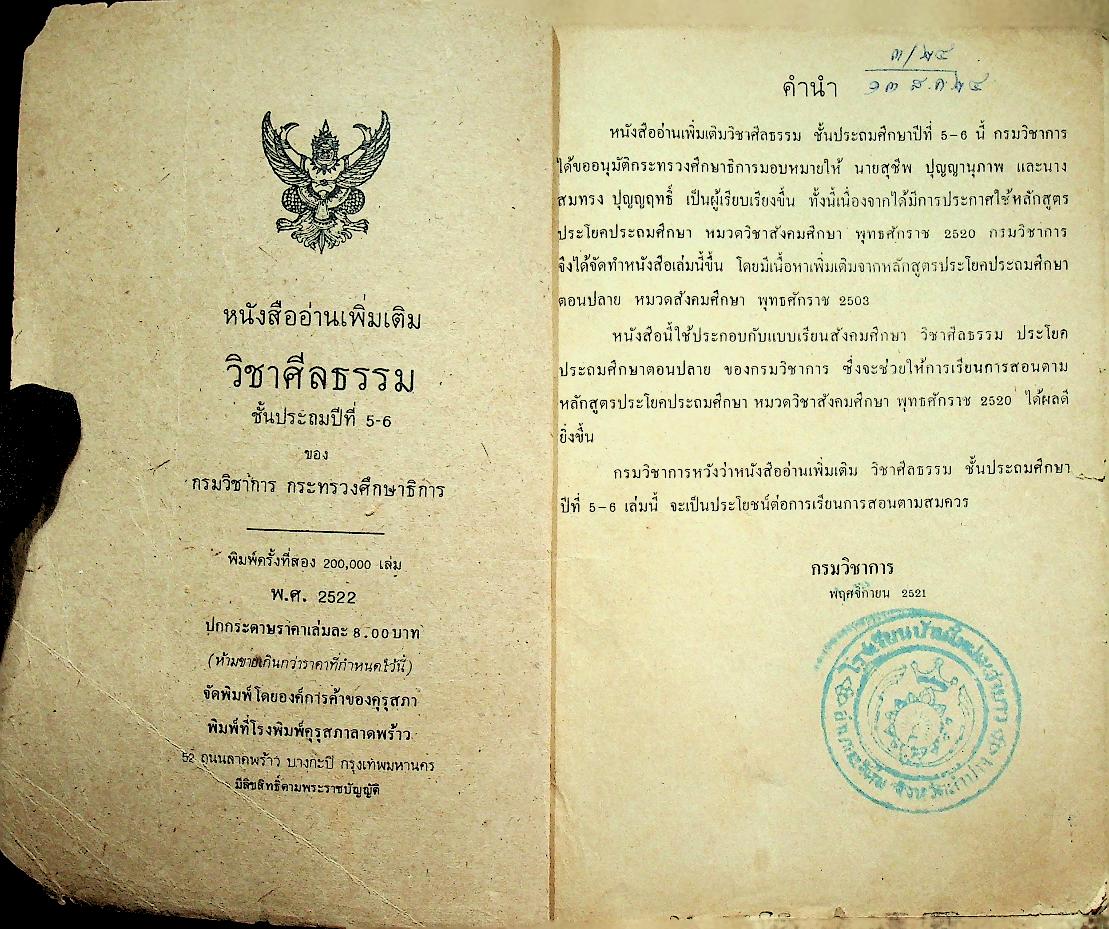 หนังสืออ่านเพิ่มเติม
วิชาศีลธรรม
ชั้นประถมปีที่ 5-6
ของ
กรมวิชาการ กระทรวงศึกษาธิการ
พิมพ์ครั้งที่สอง 200,000 เล่ม
พ.ศ. 2522
ปกกระดาษราคาเล่มละ 8.00 บาท
(ห้ามขายเกินกว่าราคาที่กำหนดไว้นี้)
จัดพิมพ์โดยองค์การค้าของคุรุสภา
พิมพ์ที่โรงพิมพ์คุรุสภาลาดพร้าว
52 ถนนลาดพร้าว บางกะปิ กรุงเทพมหานคร
มีลิขสิทธิ์ตามพระราชบัญญัติ
๓/๒๔
๑๓ ส.ค. ๒๔
คำนำ
หนังสืออ่านเพิ่มเติมวิชาศีลธรรม ชั้นประถมศึกษาปีที่ 5-6 นี้ กรมวิชาการ
ได้ขออนุมัติกระทรวงศึกษาธิการมอบหมายให้ นายสุชีพ ปุญญานุภาพ และนาง
สมทรง ปุญญฤทธิ์ เป็นผู้เรียบเรียงขึ้น ทั้งนี้เนื่องจากได้มีการประกาศใช้หลักสูตร
ประโยคประถมศึกษา หมวดวิชาสังคมศึกษา พุทธศักราช 2520 กรมวิชาการ
จึงได้จัดทำหนังสือเล่มนี้ขึ้น โดยมีเนื้อหาเพิ่มเติมจากหลักสูตรประโยคประถมศึกษา
ตอนปลาย หมวดสังคมศึกษา พุทธศักราช 2503
หนังสือนี้ใช้ประกอบกับแบบเรียนสังคมศึกษา วิชาศีลธรรม ประโยค
ประถมศึกษาตอนปลาย ของกรมวิชาการ ซึ่งจะช่วยให้การเรียนการสอนตาม
หลักสูตรประโยคประถมศึกษา หมวดวิชาสังคมศึกษา พุทธศักราช 2520 ได้ผลดี
ยิ่งขึ้น
กรมวิชาการหวังว่าหนังสืออ่านเพิ่มเติม วิชาศีลธรรม ชั้นประถมศึกษา
ปีที่ 5-6 เล่มนี้ จะเป็นประโยชน์ต่อการเรียนการสอนตามสมควร
กรมวิชาการ
พฤศจิกายน 2521
จังหวัดลำปาง